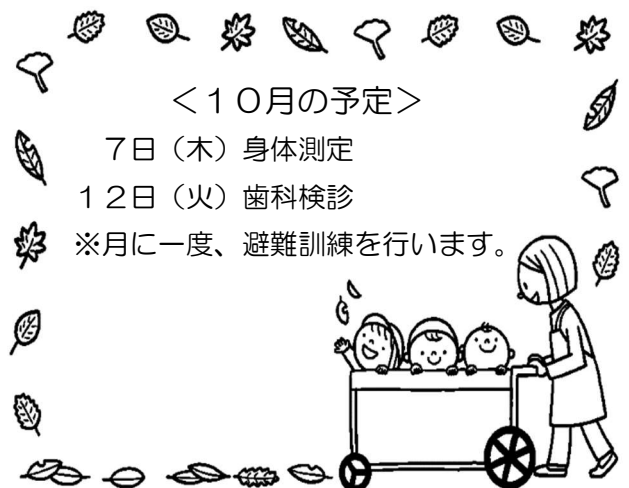 ＜１０月の予定＞
７日（木）身体測定
１２日（火）歯科検診
※月に一度、避難訓練を行います。